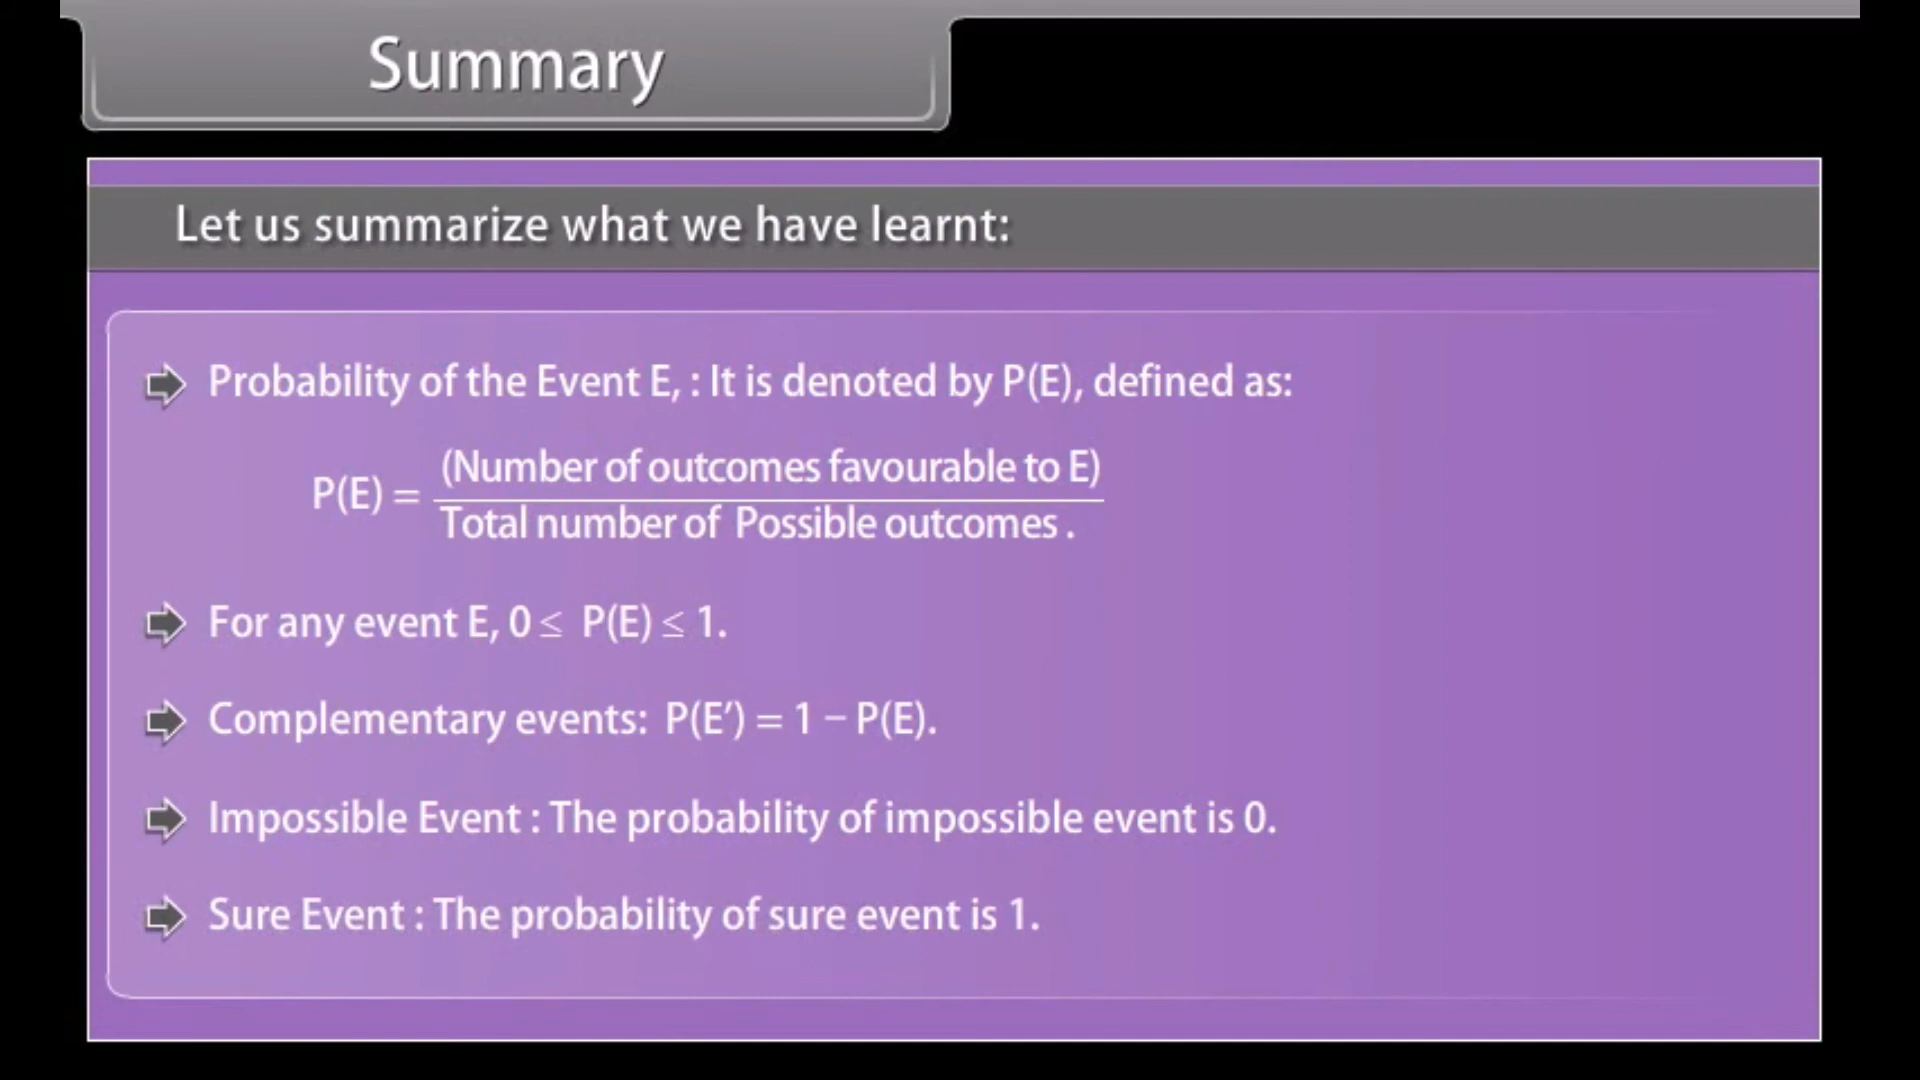 Summary
Let us summarize what we have learnt:
Probability of the Event E, : It is denoted by P(E), defined as:
P(E) = (Number of outcomes favourable to E)
Total number of Possible outcomes .
For any event E, 0 ≤ P(E) ≤ 1.
Complementary events: P(E′) = 1 − P(E).
Impossible Event : The probability of impossible event is 0.
Sure Event : The probability of sure event is 1.